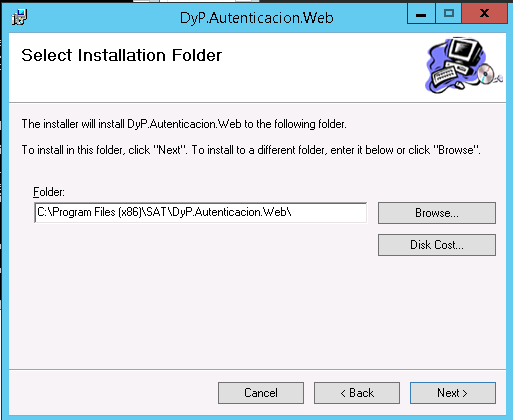 DyP.Autenticacion.Web
Select Installation Folder
The installer will install DyP.Autenticacion.Web to the following folder.
To install in this folder, click "Next". To install to a different folder, enter it below or click "Browse".
Folder:
C:\Program Files (x86)\SAT\DyP.Autenticacion.Web\
Browse...
Disk Cost...
Cancel
< Back
Next >